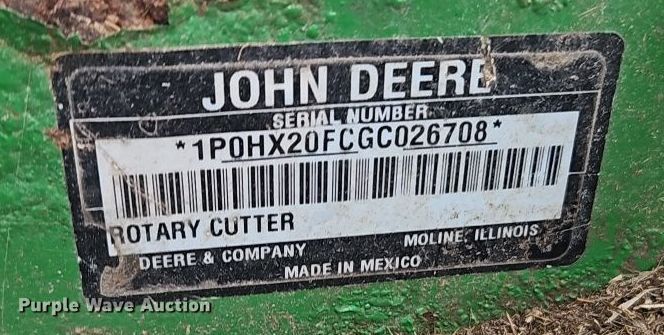 JOHN DEERE
SERIAL NUMBER
*1P0HX20FCGC026708*
ROTARY CUTTER
DEERE & COMPANY MOLINE, ILLINOIS
MADE IN MEXICO
Purple Wave Auction